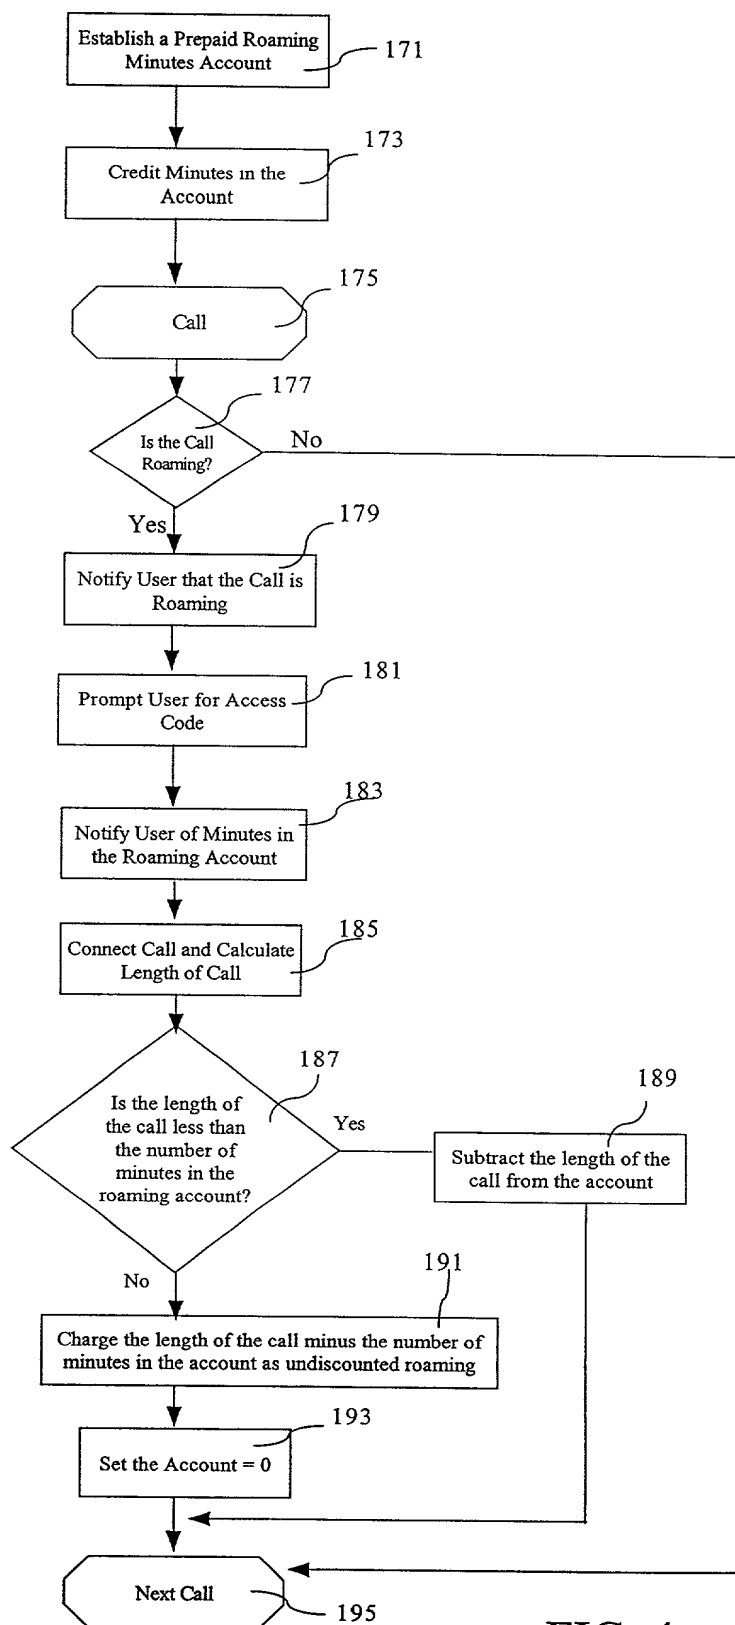 Establish a Prepaid Roaming
Minutes Account
171
173
Credit Minutes in the
Account
175
Call
177
Is the Call
Roaming?
No
Yes
179
Notify User that the Call is
Roaming
181
Prompt User for Access
Code
183
Notify User of Minutes in
the Roaming Account
185
Connect Call and Calculate
Length of Call
187
Is the length of
the call less than
the number of
minutes in the
roaming account?
Yes
189
Subtract the length of the
call from the account
No
191
Charge the length of the call minus the number of
minutes in the account as undiscounted roaming
193
Set the Account = 0
Next Call
195